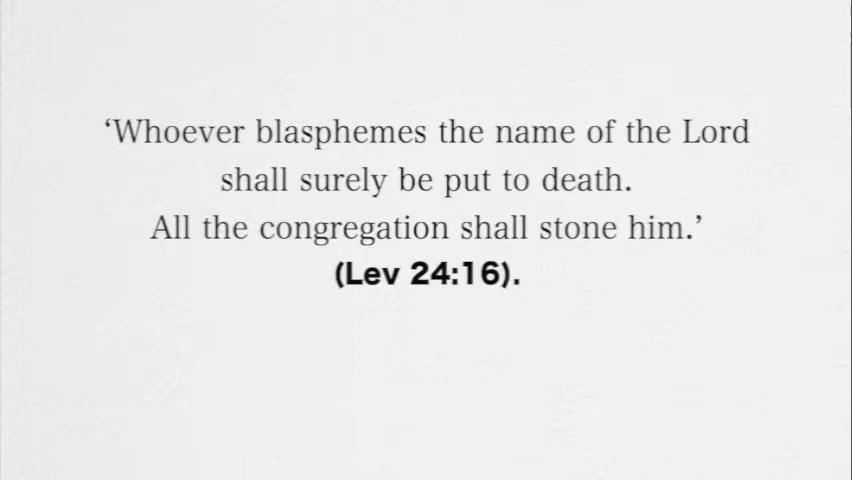 ‘Whoever blasphemes the name of the Lord
shall surely be put to death.
All the congregation shall stone him.’
(Lev 24:16).